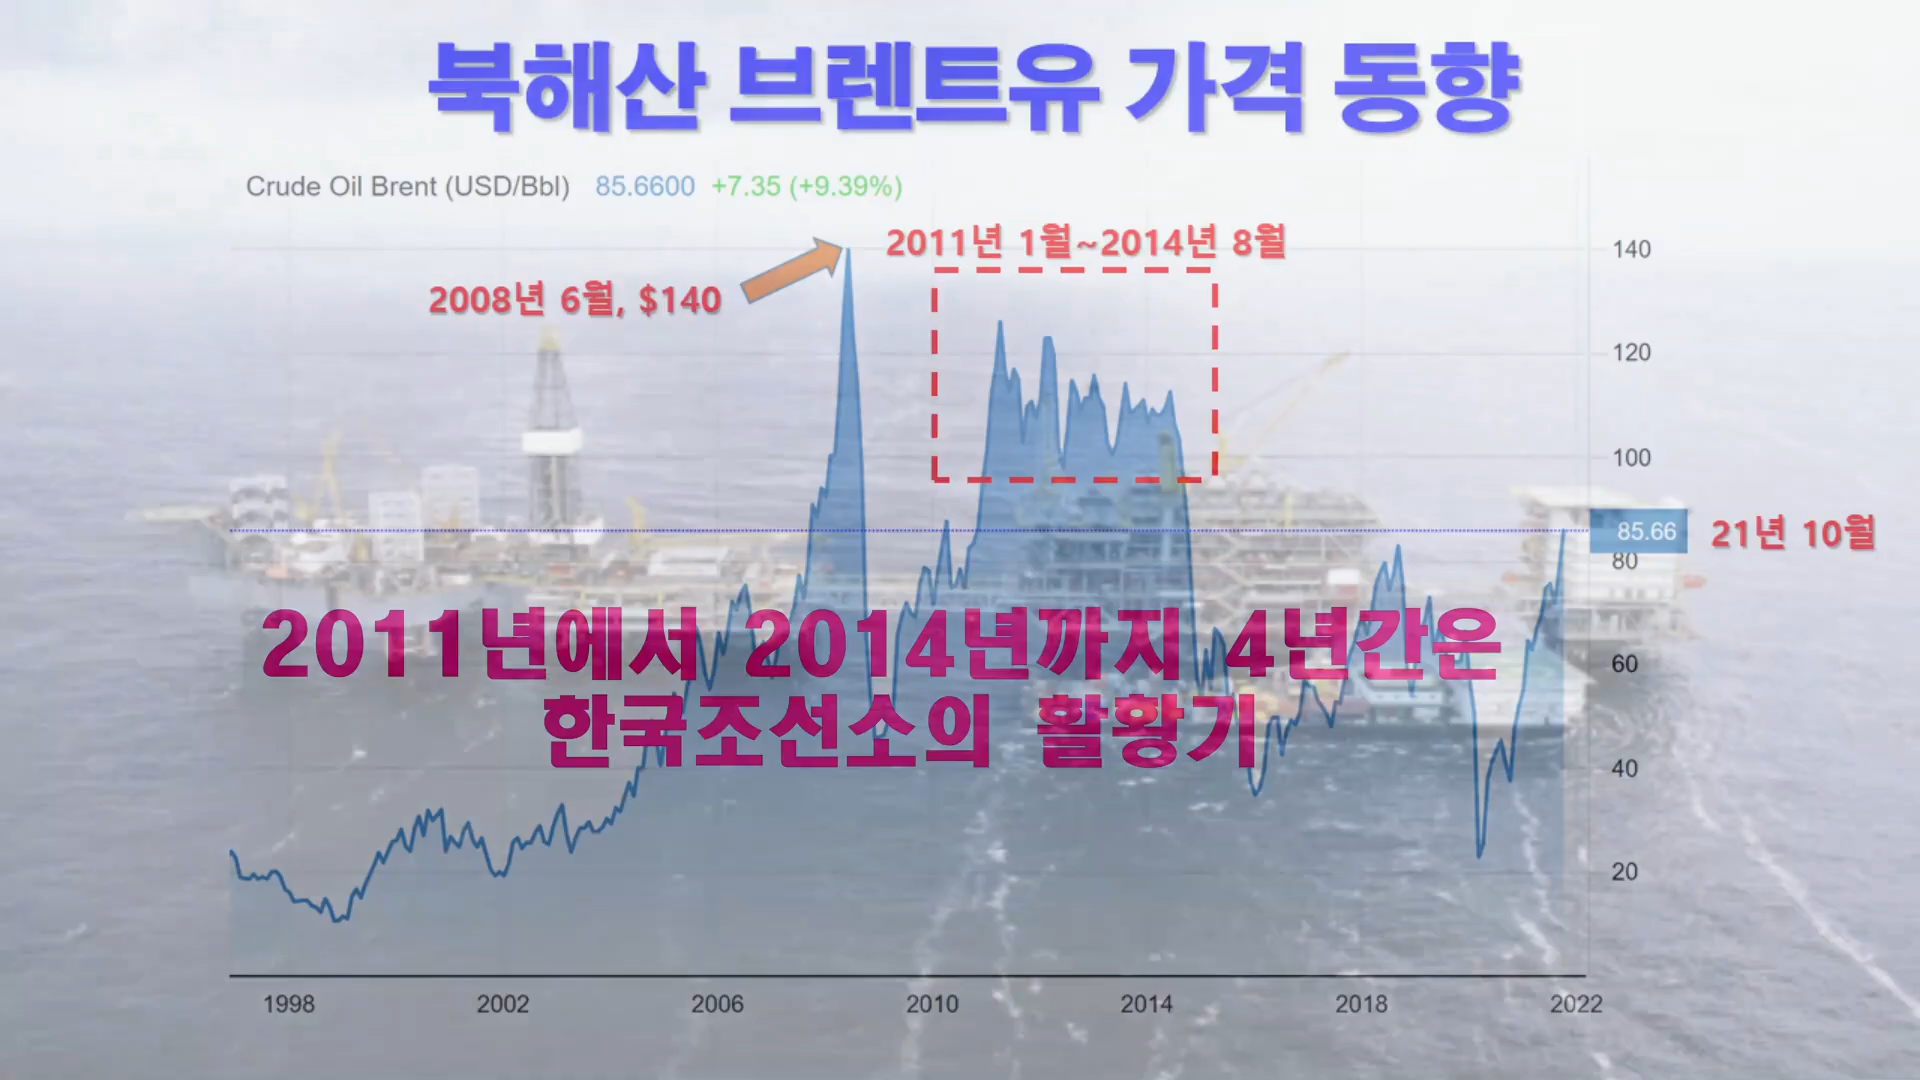 북해산 브렌트유 가격 동향
Crude Oil Brent (USD/Bbl) 85.6600 +7.35 (+9.39%)
2011년 1월~2014년 8월
2008년 6월, $140
140
120
100
85.66
21년 10월
80
60
40
20
2011년에서 2014년까지 4년간은
한국조선소의 활황기
1998 2002 2006 2010 2014 2018 2022